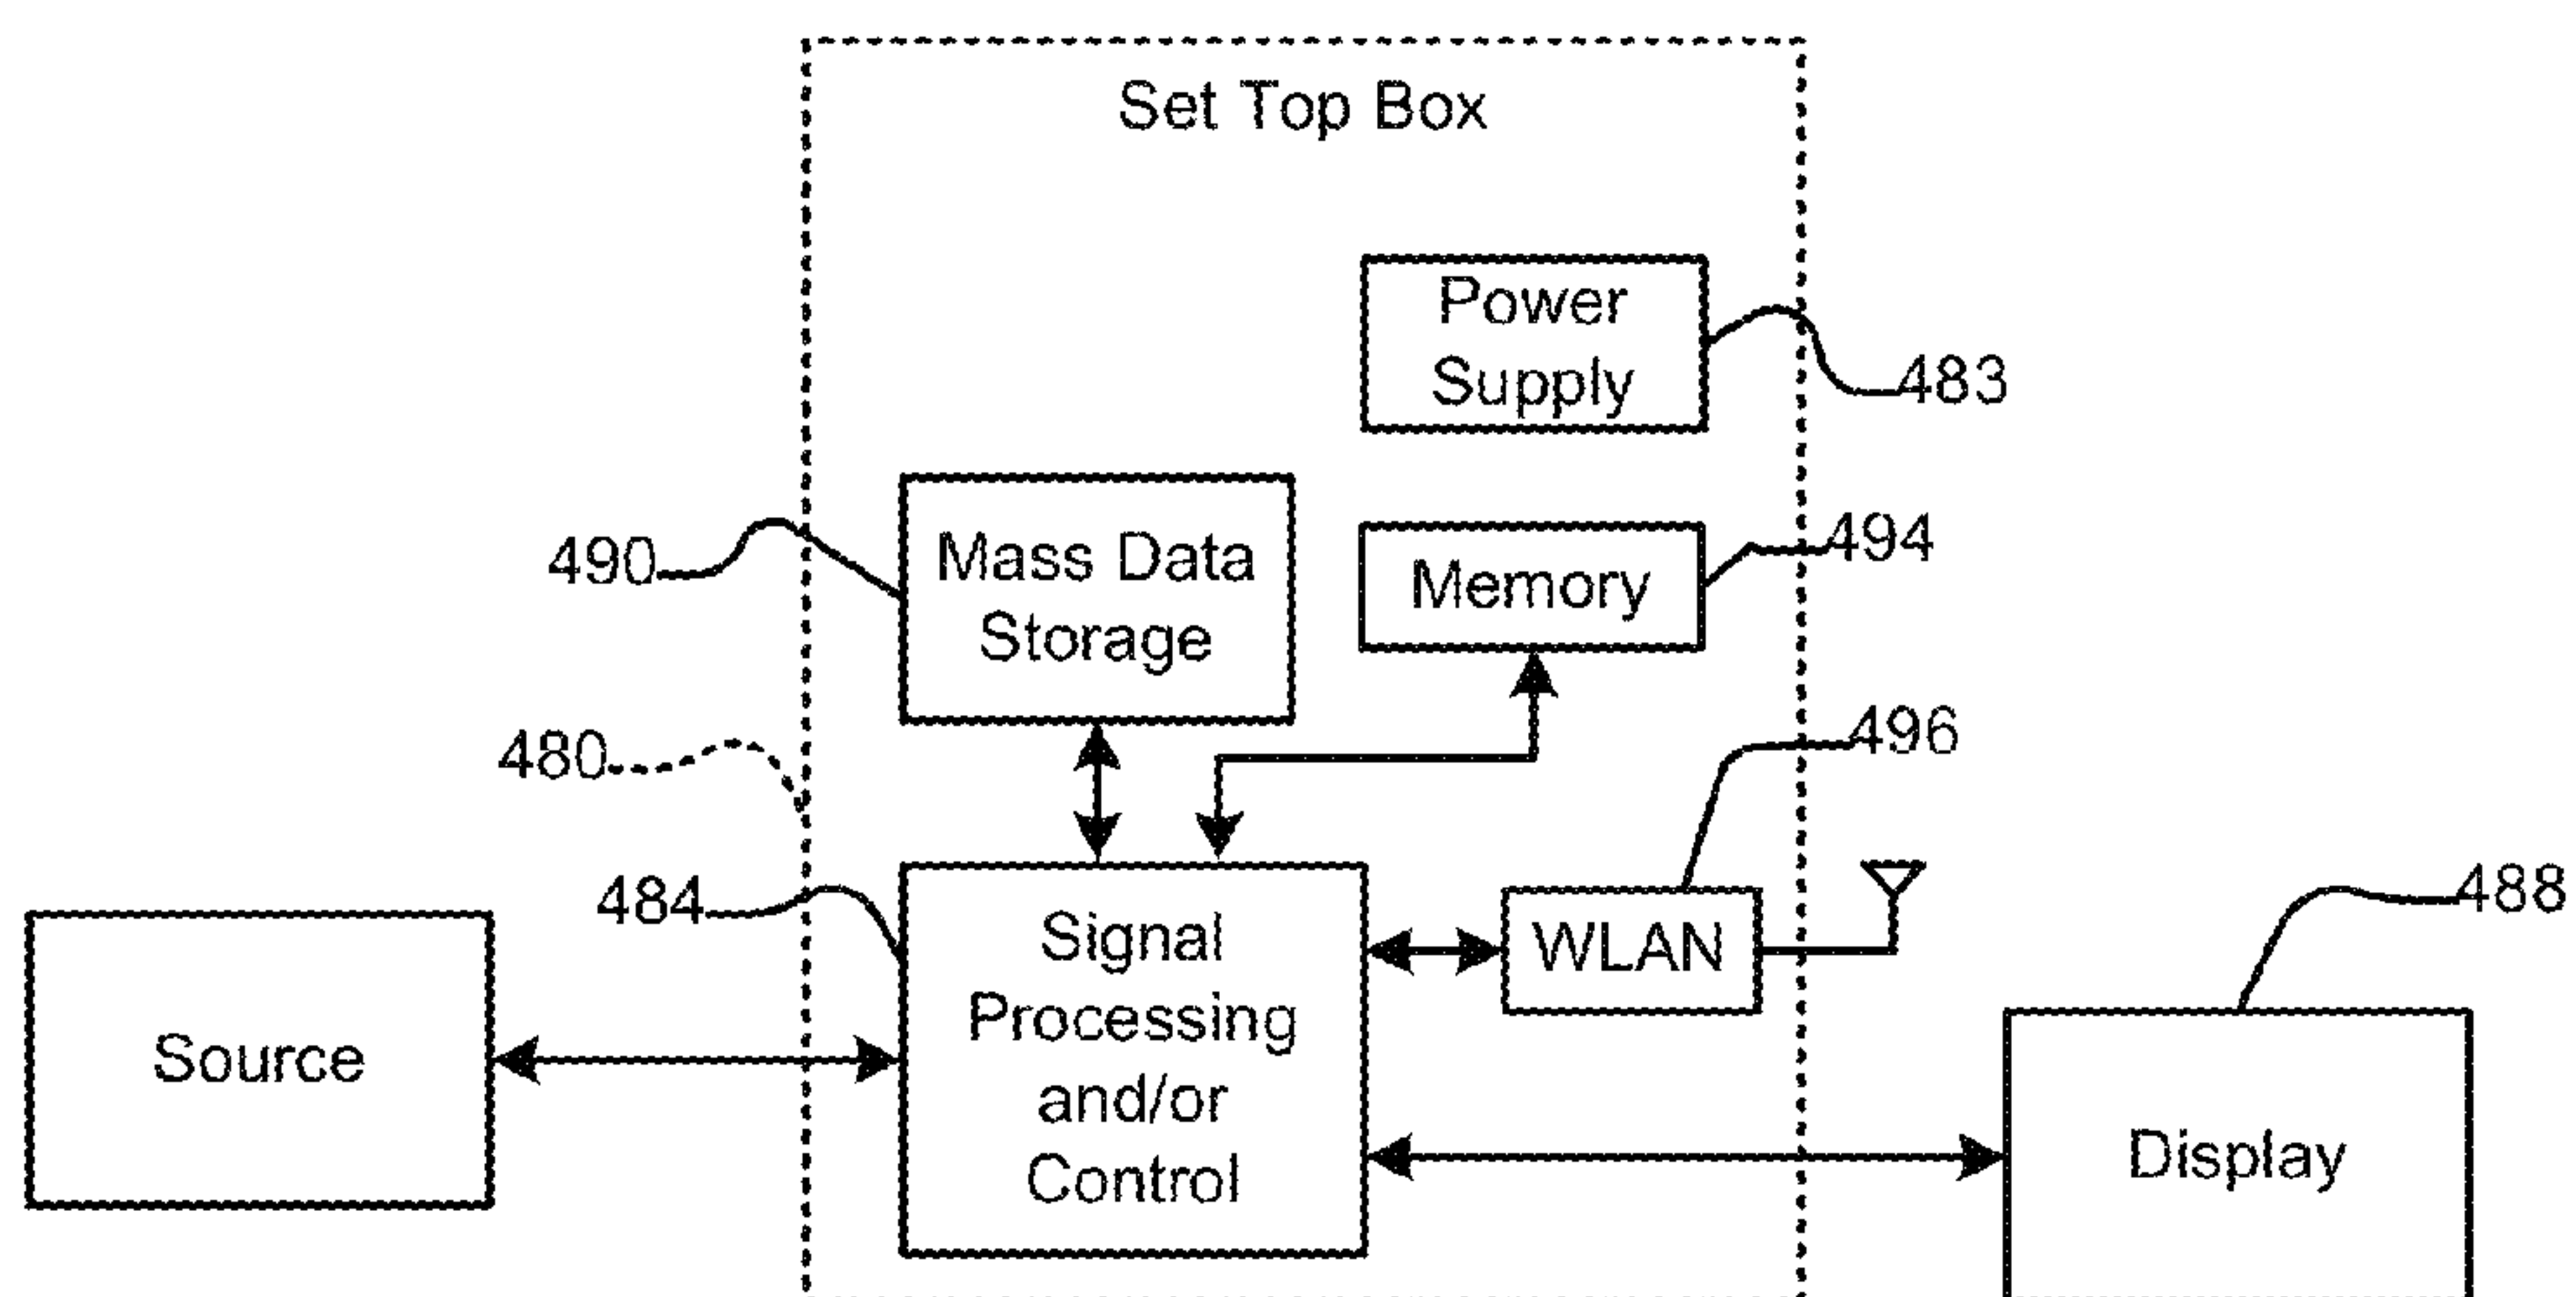 Set Top Box
Power
Supply
483
490
Mass Data
Storage
Memory
494
480
496
484
Signal
Processing
and/or
Control
WLAN
488
Source
Display